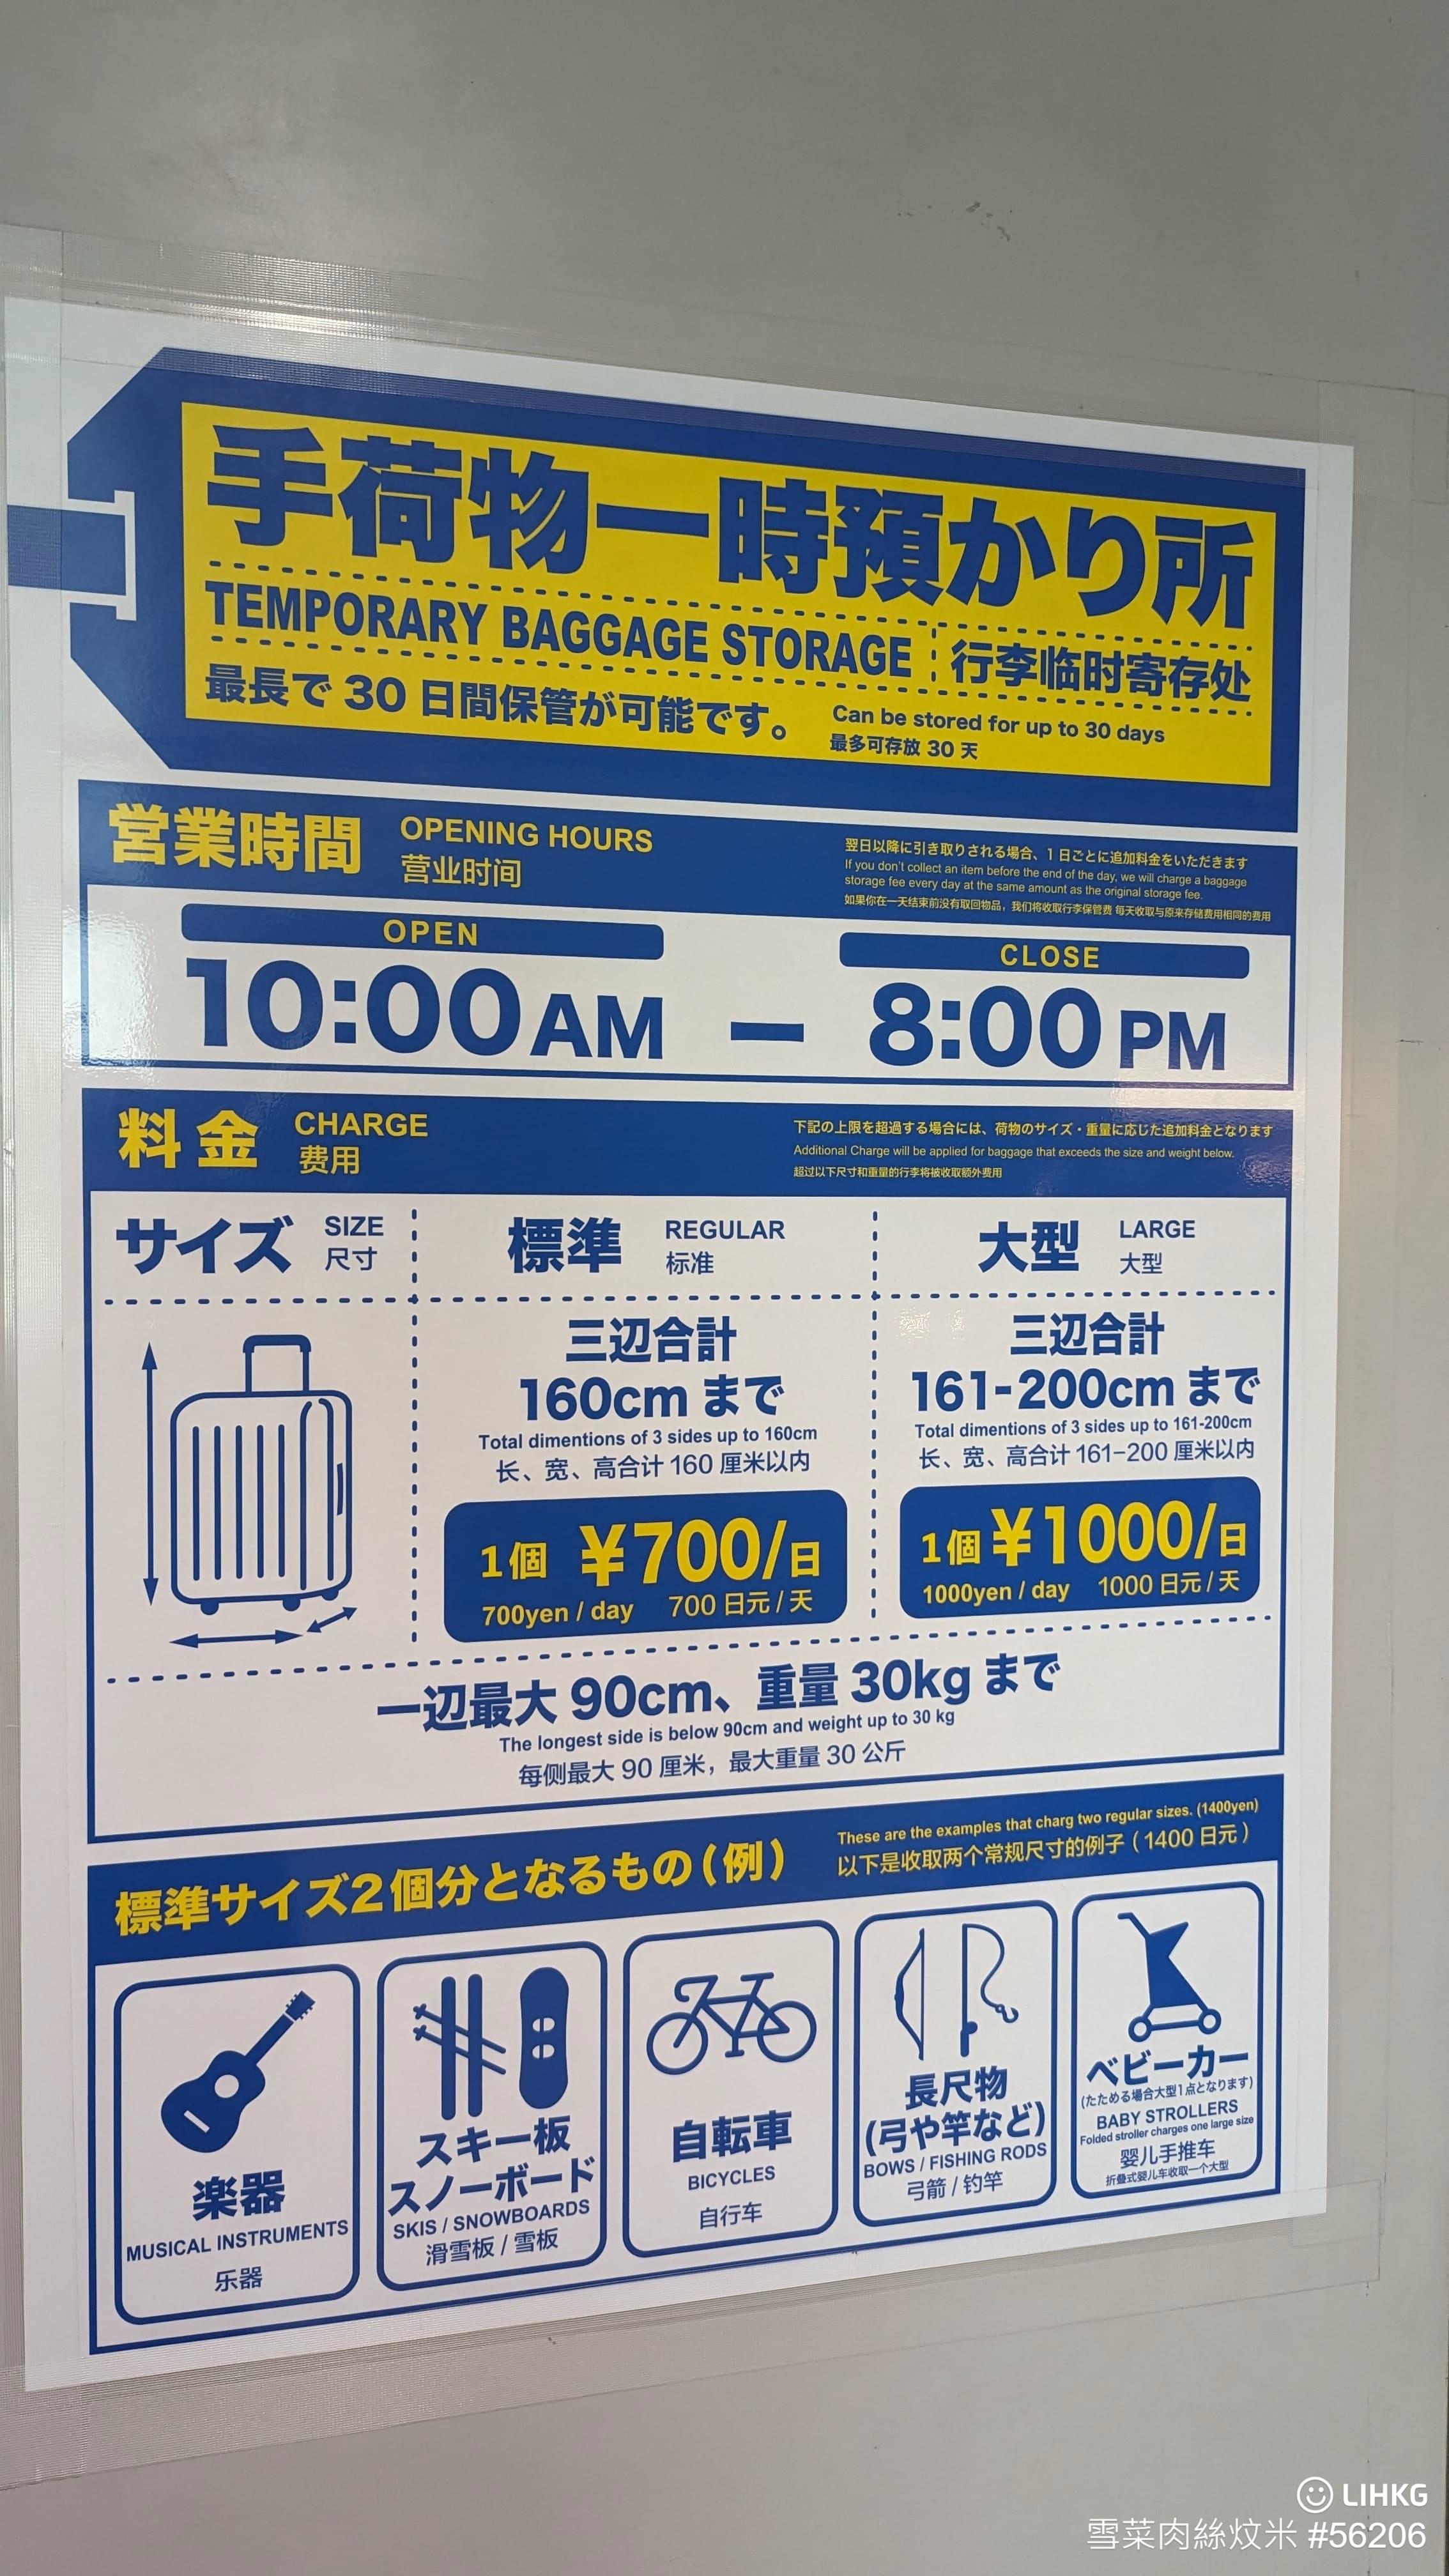 手荷物一時預かり所
TEMPORARY BAGGAGE STORAGE 行李临时寄存处
最長で 30 日間保管が可能です。
Can be stored for up to 30 days
最多可存放 30 天
営業時間
OPENING HOURS
营业时间
翌日以降に引き取りされる場合、1 日ごとに追加料金をいただきます
If you don't collect an item before the end of the day, we will charge a baggage
storage fee every day at the same amount as the original storage fee.
如果你在一天结束前没有取回物品，我们将收取行李保管费 每天收取与原来存储费用相同的费用
OPEN
CLOSE
10:00 AM – 8:00 PM
料金
CHARGE
费用
下記の上限を超過する場合には、荷物のサイズ・重量に応じた追加料金となります
Additional Charge will be applied for baggage that exceeds the size and weight below.
超过以下尺寸和重量的行李将被收取额外费用
サイズ
SIZE
尺寸
標準
REGULAR
标准
大型
LARGE
大型
三辺合計
160cm まで
Total dimentions of 3 sides up to 160cm
长、宽、高合计 160 厘米以内
1個 ¥700/日
700yen / day 700 日元 / 天
三辺合計
161-200cm まで
Total dimentions of 3 sides up to 161-200cm
长、宽、高合计 161-200 厘米以内
1個 ¥1000/日
1000yen / day 1000 日元 / 天
一辺最大 90cm、重量 30kg まで
The longest side is below 90cm and weight up to 30 kg
每侧最大 90 厘米，最大重量 30 公斤
標準サイズ2個分となるもの（例）
These are the examples that charg two regular sizes. (1400yen)
以下是收取两个常规尺寸的例子（1400 日元）
楽器
MUSICAL INSTRUMENTS
乐器
スキー板
スノーボード
SKIS / SNOWBOARDS
滑雪板 / 雪板
自転車
BICYCLES
自行车
長尺物
(弓や竿など)
BOWS / FISHING RODS
弓箭 / 钓竿
ベビーカー
(たためる場合大型1点となります)
BABY STROLLERS
Folded stroller charges one large size
婴儿手推车
折叠式婴儿车收取一个大型
LIHKG
雪菜肉絲炆米 #56206